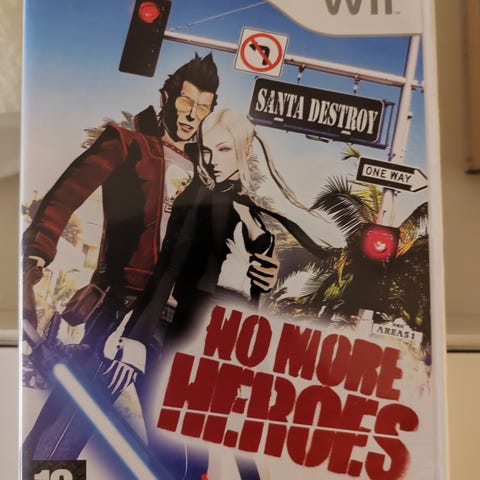 Wii
SANTA DESTROY
ONE WAY
AREA51
NO MORE
HEROES